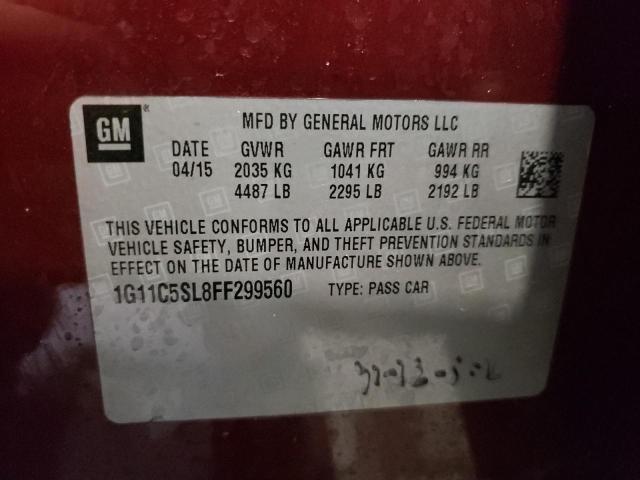 GM ®
MFD BY GENERAL MOTORS LLC
DATE GVWR GAWR FRT GAWR RR
04/15 2035 KG 1041 KG 994 KG
4487 LB 2295 LB 2192 LB
THIS VEHICLE CONFORMS TO ALL APPLICABLE U.S. FEDERAL MOTOR
VEHICLE SAFETY, BUMPER, AND THEFT PREVENTION STANDARDS IN
EFFECT ON THE DATE OF MANUFACTURE SHOWN ABOVE.
1G11C5SL8FF299560 TYPE: PASS CAR